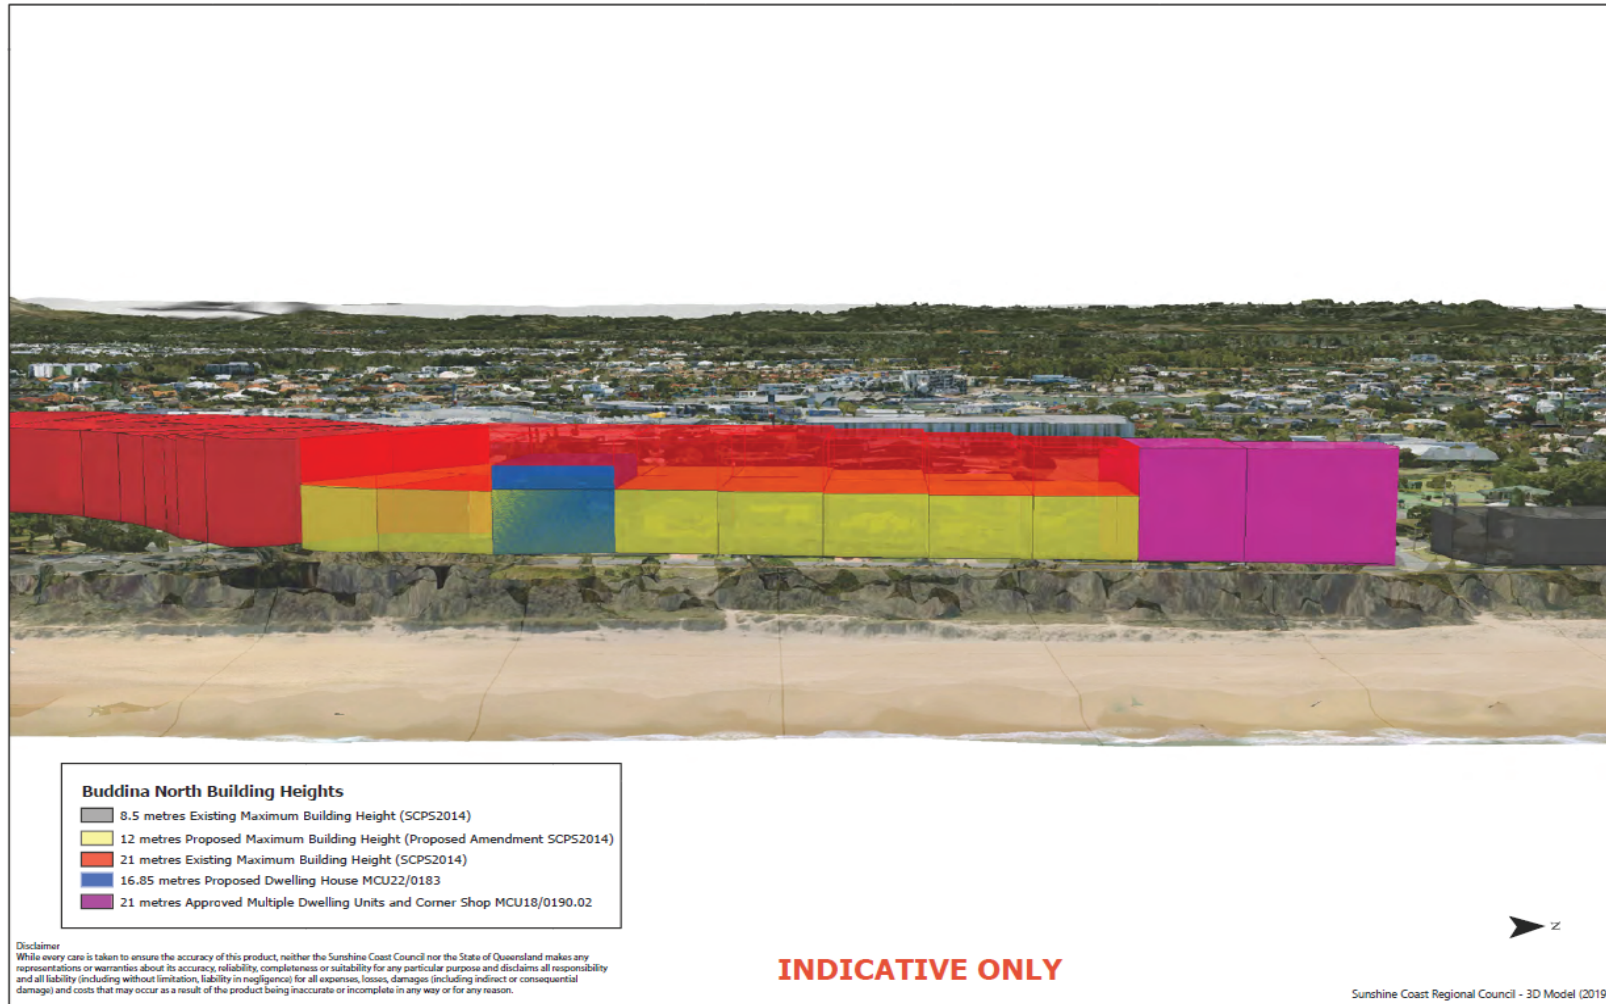 Buddina North Building Heights
8.5 metres Existing Maximum Building Height (SCPS2014)
12 metres Proposed Maximum Building Height (Proposed Amendment SCPS2014)
21 metres Existing Maximum Building Height (SCPS2014)
16.85 metres Proposed Dwelling House MCU22/0183
21 metres Approved Multiple Dwelling Units and Corner Shop MCU18/0190.02
N
Disclaimer
While every care is taken to ensure the accuracy of this product, neither the Sunshine Coast Council nor the State of Queensland makes any
representations or warranties about its accuracy, reliability, completeness or suitability for any particular purpose and disclaims all responsibility
and all liability (including without limitation, liability in negligence) for all expenses, losses, damages (including indirect or consequential
damage) and costs that may occur as a result of the product being inaccurate or incomplete in any way or for any reason.
INDICATIVE ONLY
Sunshine Coast Regional Council - 3D Model (2019